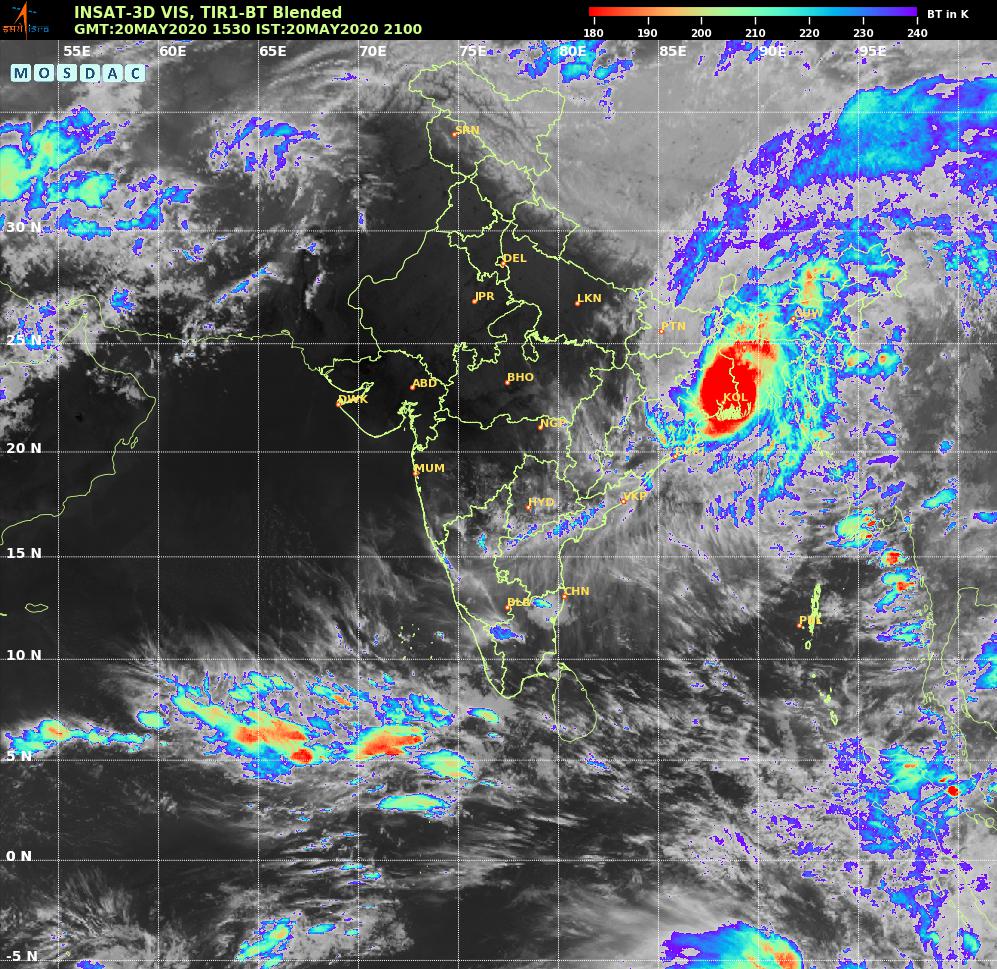 INSAT-3D VIS, TIR1-BT Blended
GMT:20MAY2020 1530 IST:20MAY2020 2100
BT in K
180 190 200 210 220 230 240
55E 60E 65E 70E 75E 80E 85E 90E 95E
M O S D A C
SRN
30 N
DEL
JPR
LKN
GUW
PTN
25 N
BHO
ABD
DWK
KOL
NGP
20 N
MUM
VKP
HYD
15 N
CHN
BLR
PBL
10 N
5 N
0 N
-5 N